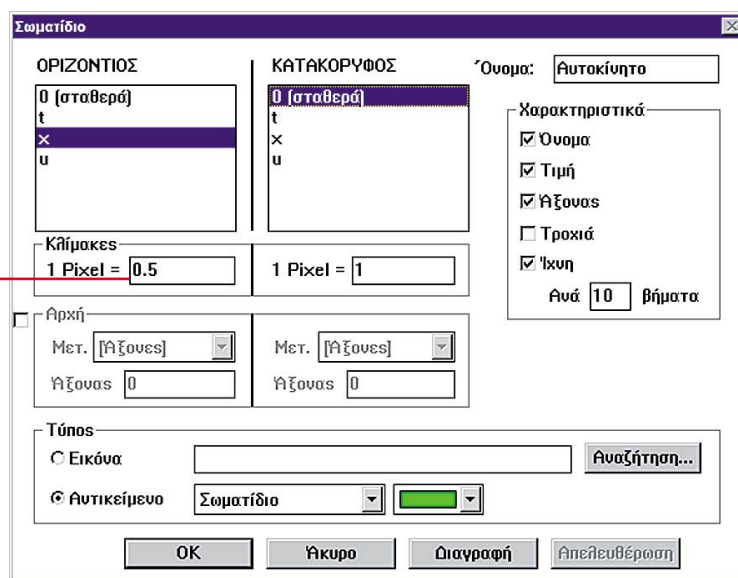 Σωματίδιο
ΟΡΙΖΟΝΤΙΟΣ
0 (σταθερά)
t
x
u
ΚΑΤΑΚΟΡΥΦΟΣ
0 (σταθερά)
t
x
u
Όνομα: Αυτοκίνητο
Χαρακτηριστικά
Όνομα
Τιμή
Άξονας
Τροχιά
Ίχνη
Ανά 10 βήματα
Κλίμακες
1 Pixel = 0.5
1 Pixel = 1
Αρχή
Μετ. [Άξονες]
Άξονας 0
Μετ. [Άξονες]
Άξονας 0
Τύπος
Εικόνα
Αναζήτηση...
Αντικείμενο Σωματίδιο
OK Άκυρο Διαγραφή Απελευθέρωση